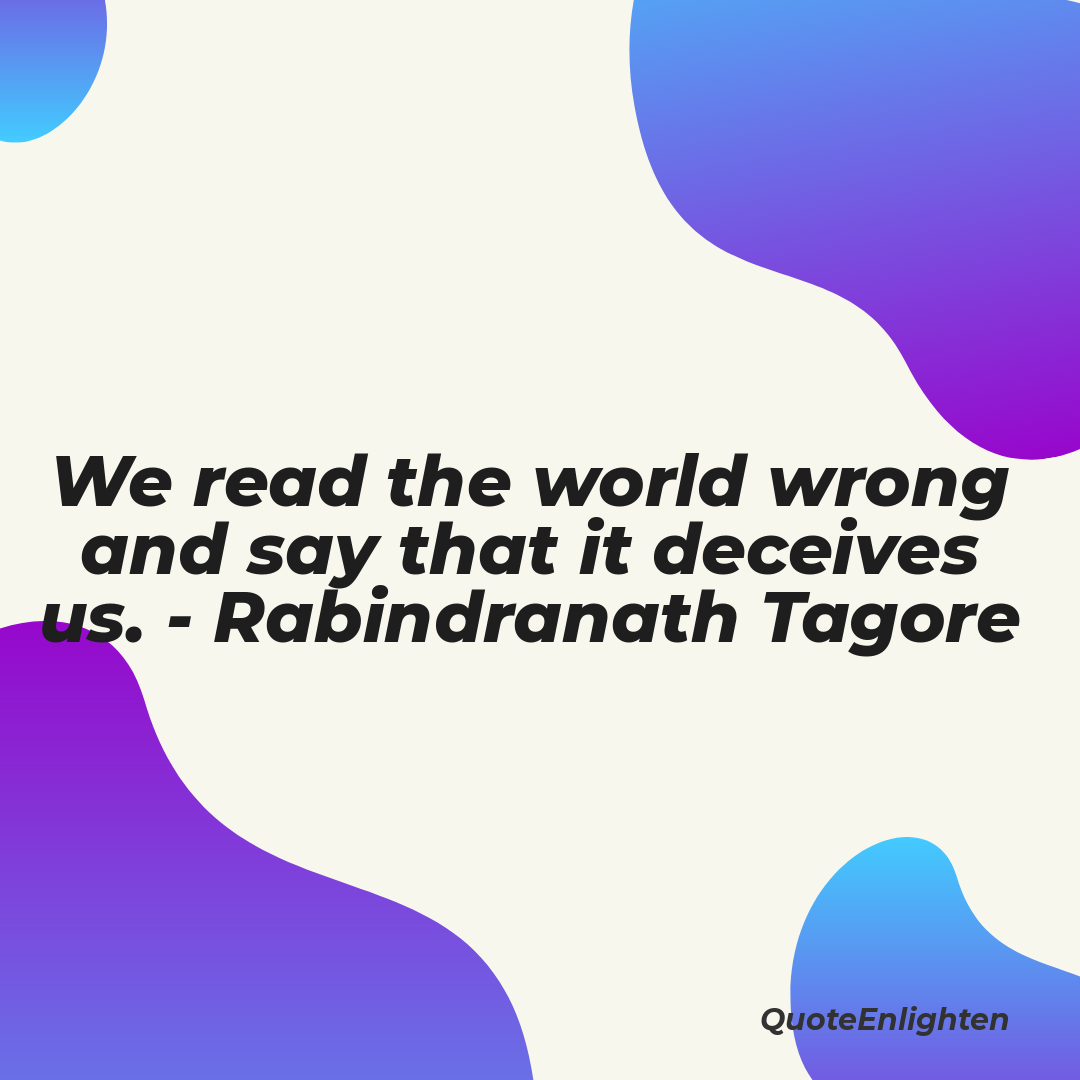 We read the world wrong
and say that it deceives
us. - Rabindranath Tagore
QuoteEnlighten